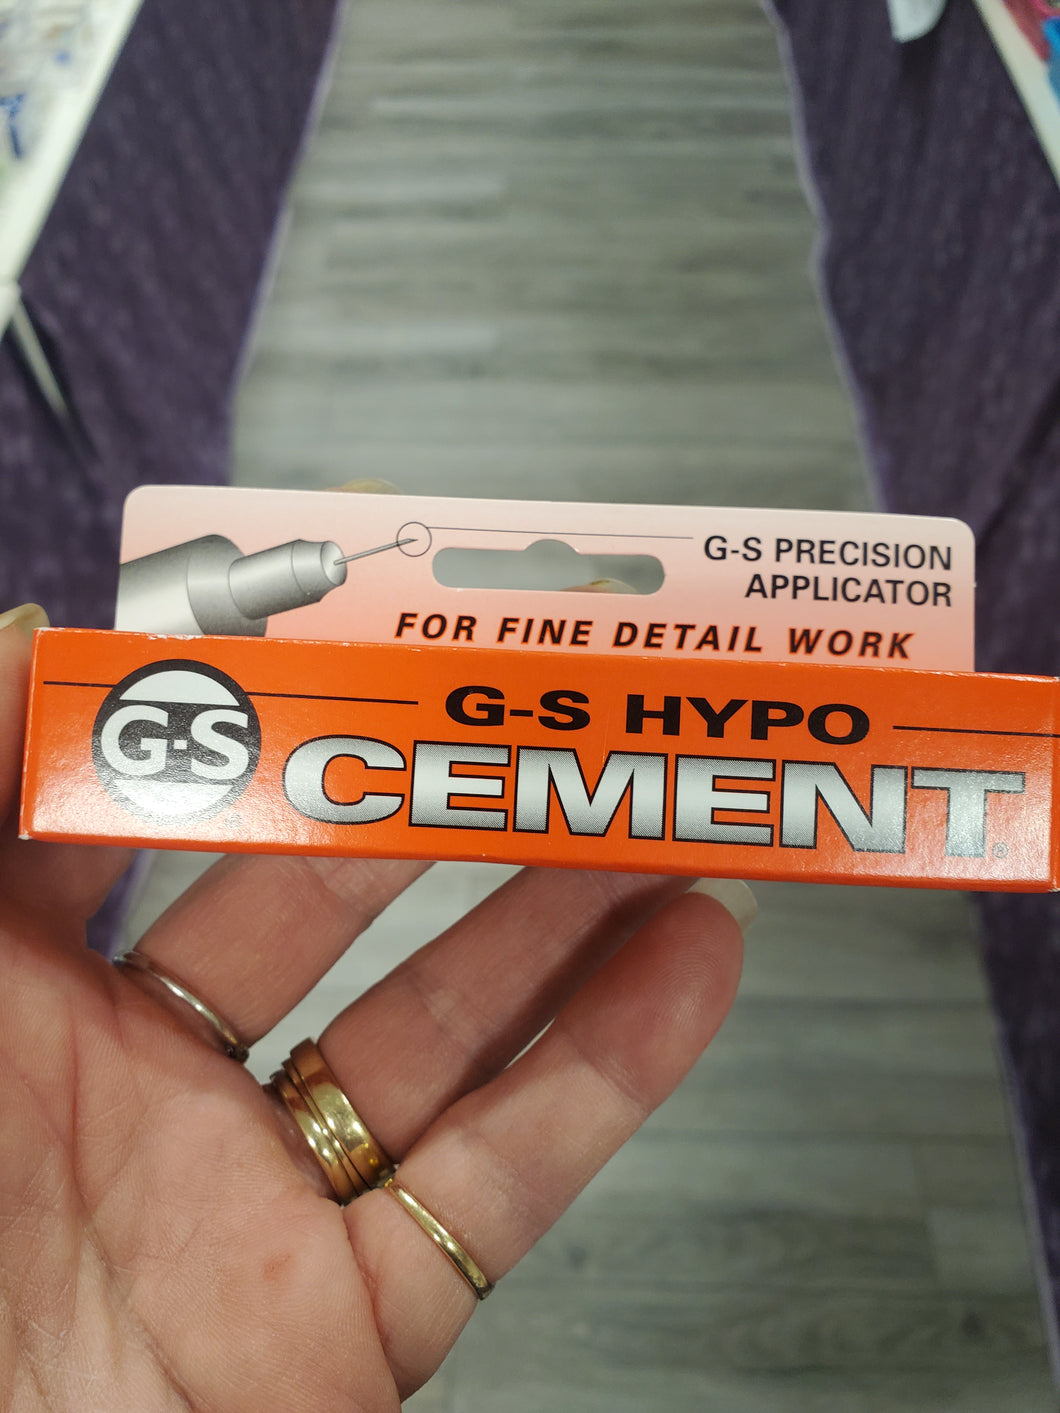 G-S PRECISION
APPLICATOR
FOR FINE DETAIL WORK
G-S
G-S HYPO
CEMENT®